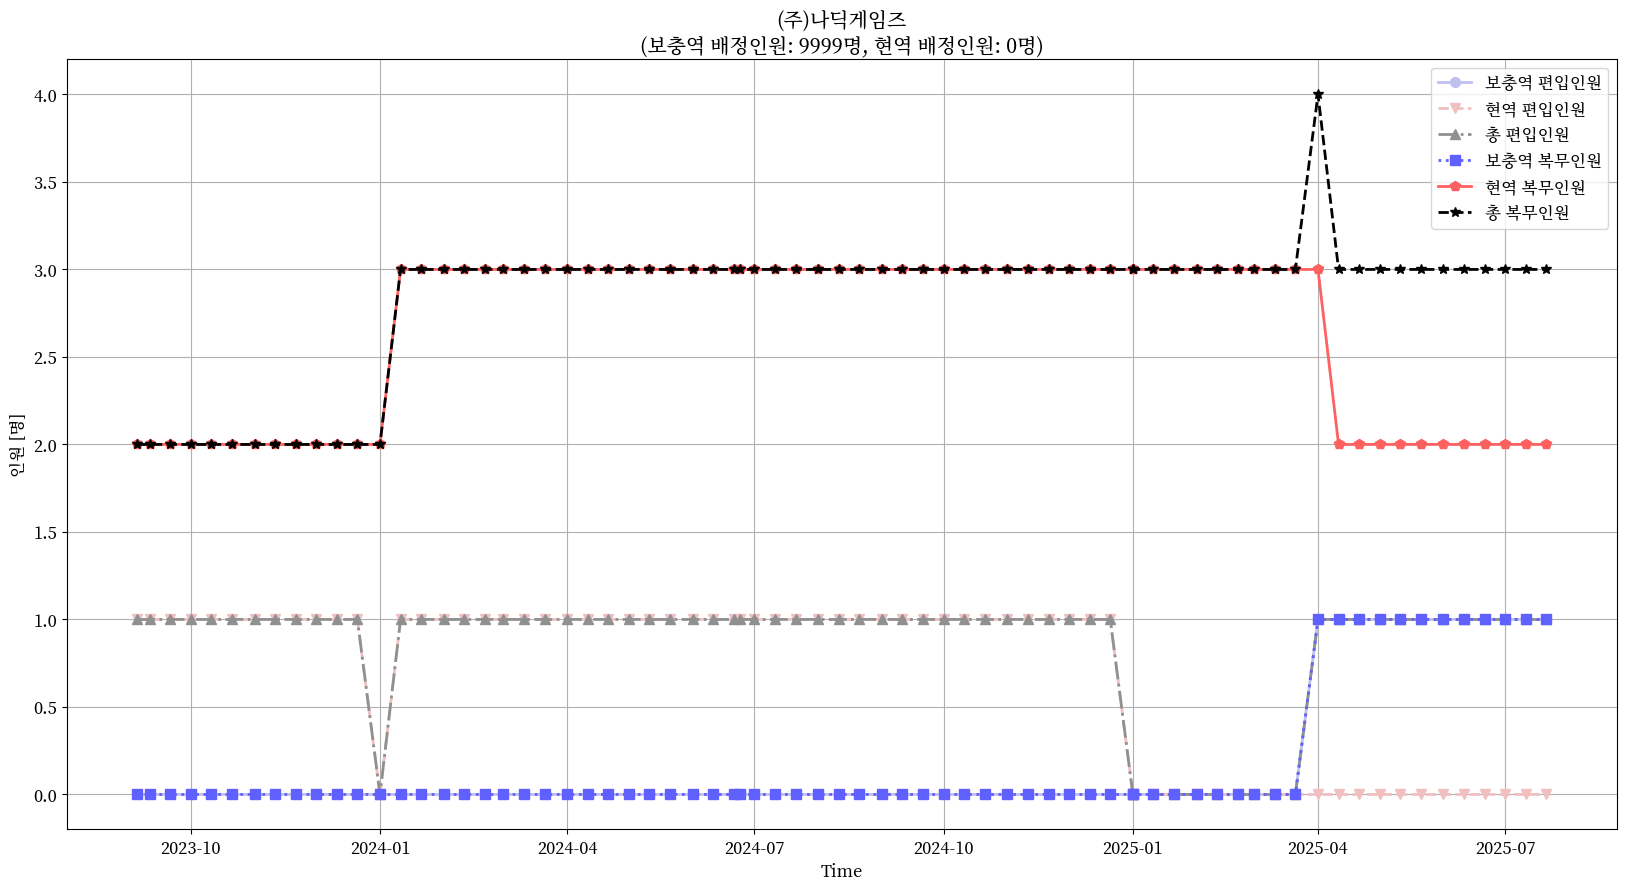 (주)나딕게임즈
(보충역 배정인원: 9999명, 현역 배정인원: 0명)
보충역 편입인원
현역 편입인원
총 편입인원
보충역 복무인원
현역 복무인원
총 복무인원
4.0
3.5
3.0
2.5
2.0
1.5
1.0
0.5
0.0
인원 [명]
2023-10
2024-01
2024-04
2024-07
2024-10
2025-01
2025-04
2025-07
Time